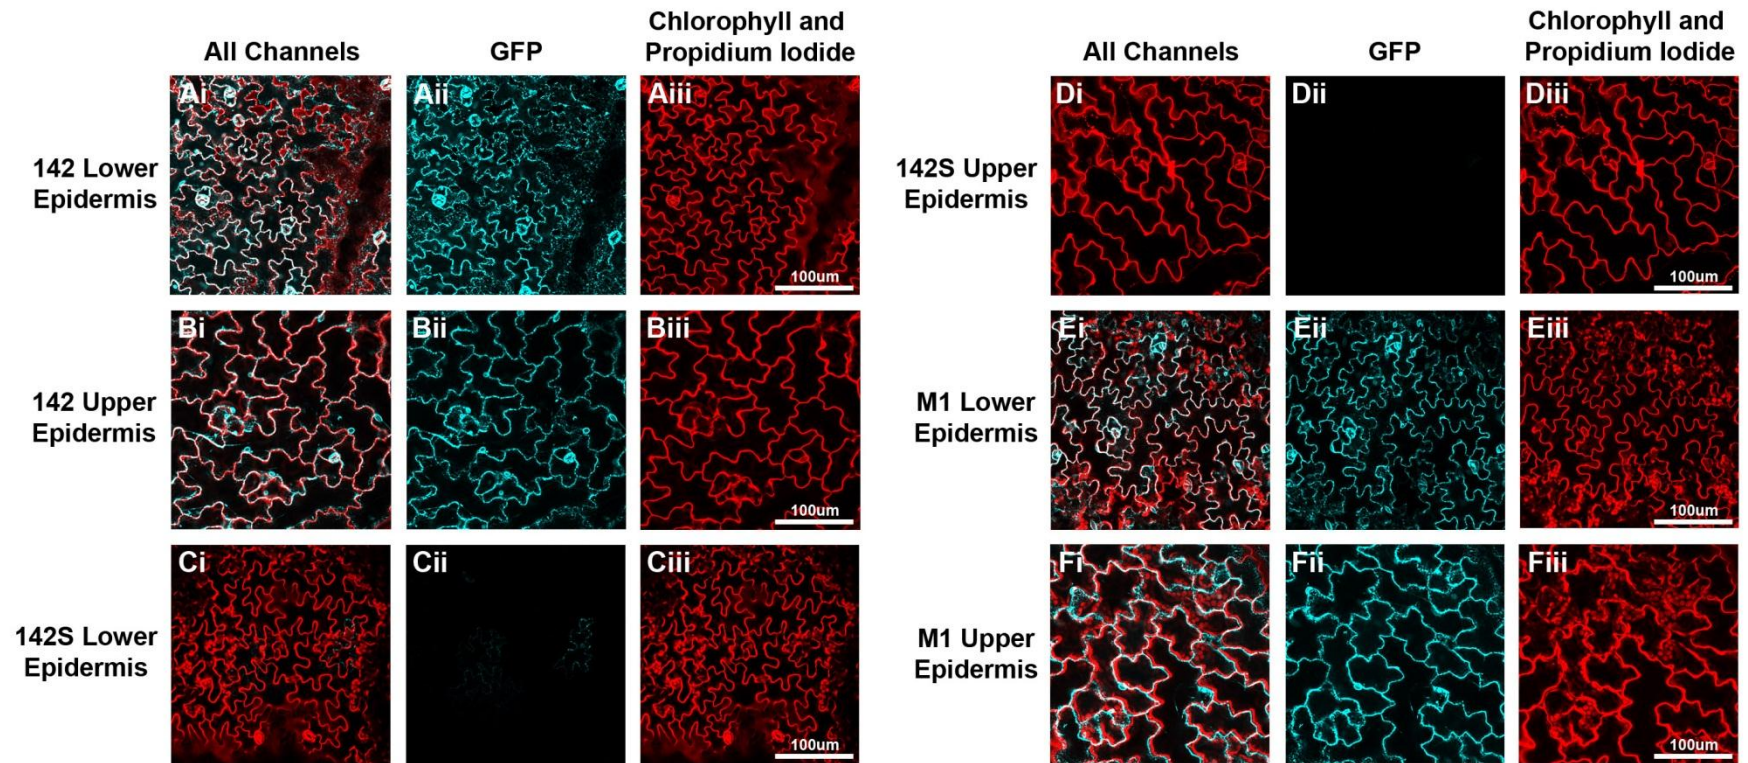 All Channels
GFP
Chlorophyll and
Propidium Iodide
142 Lower
Epidermis
Ai
Aii
Aiii
100um
142 Upper
Epidermis
Bi
Bii
Biii
100um
142S Lower
Epidermis
Ci
Cii
Ciii
100um
All Channels
GFP
Chlorophyll and
Propidium Iodide
142S Upper
Epidermis
Di
Dii
Diii
100um
M1 Lower
Epidermis
Ei
Eii
Eiii
100um
M1 Upper
Epidermis
Fi
Fii
Fiii
100um